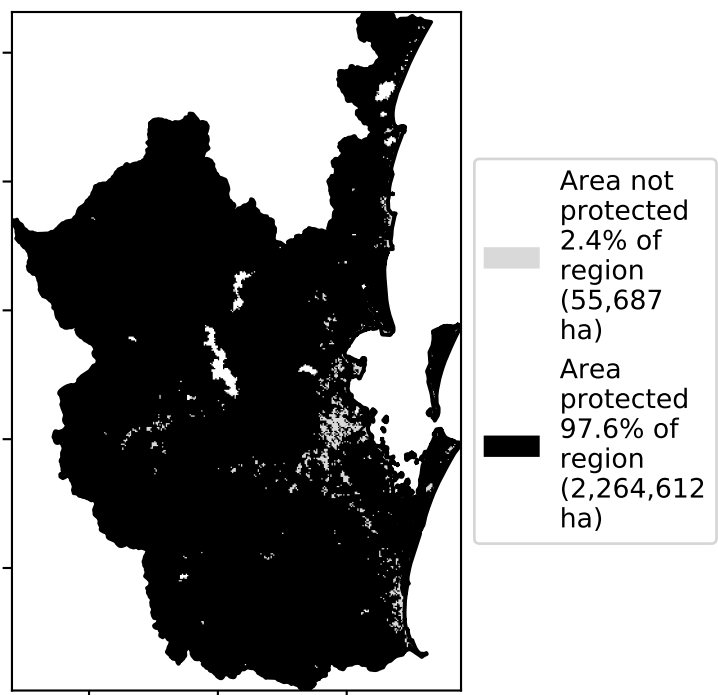 Area not
protected
2.4% of
region
(55,687
ha)
Area
protected
97.6% of
region
(2,264,612
ha)